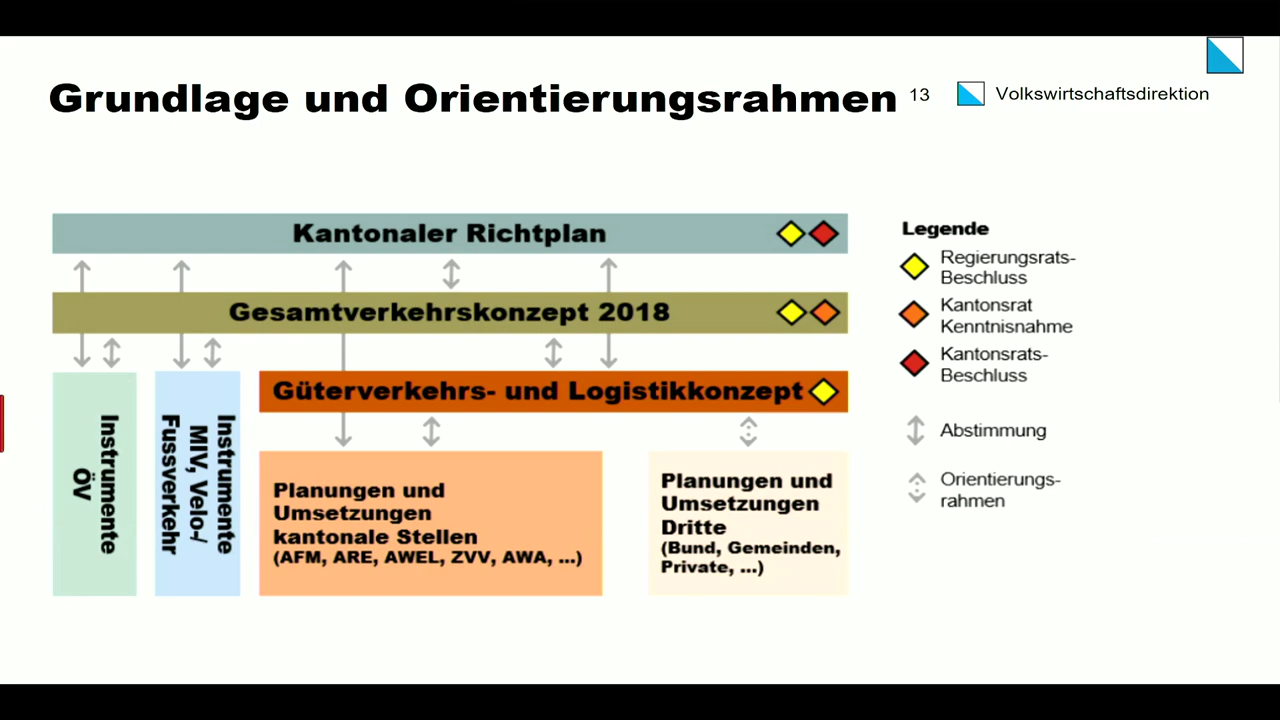 Grundlage und Orientierungsrahmen
13
Volkswirtschaftsdirektion
Kantonaler Richtplan
Gesamtverkehrskonzept 2018
Güterverkehrs- und Logistikkonzept
Instrumente
ÖV
Instrumente
MIV, Velo-/
Fussverkehr
Planungen und
Umsetzungen
kantonale Stellen
(AFM, ARE, AWEL, ZVV, AWA, ...)
Planungen und
Umsetzungen
Dritte
(Bund, Gemeinden,
Private, ...)
Legende
Regierungsrats-
Beschluss
Kantonsrat
Kenntnisnahme
Kantonsrats-
Beschluss
Abstimmung
Orientierungs-
rahmen